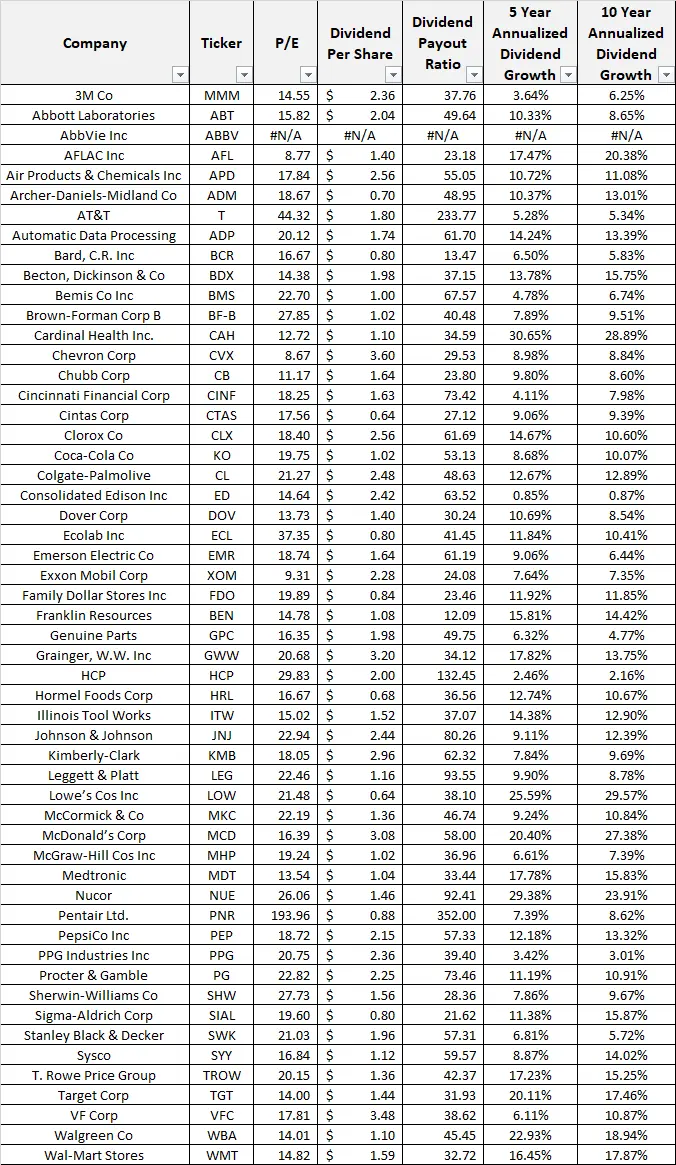 Company Ticker P/E Dividend Per Share Dividend Payout Ratio 5 Year Annualized Dividend Growth 10 Year Annualized Dividend Growth
3M Co MMM 14.55 $ 2.36 37.76 3.64% 6.25%
Abbott Laboratories ABT 15.82 $ 2.04 49.64 10.33% 8.65%
AbbVie Inc ABBV #N/A #N/A #N/A #N/A #N/A
AFLAC Inc AFL 8.77 $ 1.40 23.18 17.47% 20.38%
Air Products & Chemicals Inc APD 17.84 $ 2.56 55.05 10.72% 11.08%
Archer-Daniels-Midland Co ADM 18.67 $ 0.70 48.95 10.37% 13.01%
AT&T T 44.32 $ 1.80 233.77 5.28% 5.34%
Automatic Data Processing ADP 20.12 $ 1.74 61.70 14.24% 13.39%
Bard, C.R. Inc BCR 16.67 $ 0.80 13.47 6.50% 5.83%
Becton, Dickinson & Co BDX 14.38 $ 1.98 37.15 13.78% 15.75%
Bemis Co Inc BMS 22.70 $ 1.00 67.57 4.78% 6.74%
Brown-Forman Corp B BF-B 27.85 $ 1.02 40.48 7.89% 9.51%
Cardinal Health Inc. CAH 12.72 $ 1.10 34.59 30.65% 28.89%
Chevron Corp CVX 8.67 $ 3.60 29.53 8.98% 8.84%
Chubb Corp CB 11.17 $ 1.64 23.80 9.80% 8.60%
Cincinnati Financial Corp CINF 18.25 $ 1.63 73.42 4.11% 7.98%
Cintas Corp CTAS 17.56 $ 0.64 27.12 9.06% 9.39%
Clorox Co CLX 18.40 $ 2.56 61.69 14.67% 10.60%
Coca-Cola Co KO 19.75 $ 1.02 53.13 8.68% 10.07%
Colgate-Palmolive CL 21.27 $ 2.48 48.63 12.67% 12.89%
Consolidated Edison Inc ED 14.64 $ 2.42 63.52 0.85% 0.87%
Dover Corp DOV 13.73 $ 1.40 30.24 10.69% 8.54%
Ecolab Inc ECL 37.35 $ 0.80 41.45 11.84% 10.41%
Emerson Electric Co EMR 18.74 $ 1.64 61.19 9.06% 6.44%
Exxon Mobil Corp XOM 9.31 $ 2.28 24.08 7.64% 7.35%
Family Dollar Stores Inc FDO 19.89 $ 0.84 23.46 11.92% 11.85%
Franklin Resources BEN 14.78 $ 1.08 12.09 15.81% 14.42%
Genuine Parts GPC 16.35 $ 1.98 49.75 6.32% 4.77%
Grainger, W.W. Inc GWW 20.68 $ 3.20 34.12 17.82% 13.75%
HCP HCP 29.83 $ 2.00 132.45 2.46% 2.16%
Hormel Foods Corp HRL 16.67 $ 0.68 36.56 12.74% 10.67%
Illinois Tool Works ITW 15.02 $ 1.52 37.07 14.38% 12.90%
Johnson & Johnson JNJ 22.94 $ 2.44 80.26 9.11% 12.39%
Kimberly-Clark KMB 18.05 $ 2.96 62.32 7.84% 9.69%
Leggett & Platt LEG 22.46 $ 1.16 93.55 9.90% 8.78%
Lowe's Cos Inc LOW 21.48 $ 0.64 38.10 25.59% 29.57%
McCormick & Co MKC 22.19 $ 1.36 46.74 9.24% 10.84%
McDonald's Corp MCD 16.39 $ 3.08 58.00 20.40% 27.38%
McGraw-Hill Cos Inc MHP 19.24 $ 1.02 36.96 6.61% 7.39%
Medtronic MDT 13.54 $ 1.04 33.44 17.78% 15.83%
Nucor NUE 26.06 $ 1.46 92.41 29.38% 23.91%
Pentair Ltd. PNR 193.96 $ 0.88 352.00 7.39% 8.62%
PepsiCo Inc PEP 18.72 $ 2.15 57.33 12.18% 13.32%
PPG Industries Inc PPG 20.75 $ 2.36 39.40 3.42% 3.01%
Procter & Gamble PG 22.82 $ 2.25 73.46 11.19% 10.91%
Sherwin-Williams Co SHW 27.73 $ 1.56 28.36 7.86% 9.67%
Sigma-Aldrich Corp SIAL 19.60 $ 0.80 21.62 11.38% 15.87%
Stanley Black & Decker SWK 21.03 $ 1.96 57.31 6.81% 5.72%
Sysco SYY 16.84 $ 1.12 59.57 8.87% 14.02%
T. Rowe Price Group TROW 20.15 $ 1.36 42.37 17.23% 15.25%
Target Corp TGT 14.00 $ 1.44 31.93 20.11% 17.46%
VF Corp VFC 17.81 $ 3.48 38.62 6.11% 10.87%
Walgreen Co WBA 14.01 $ 1.10 45.45 22.93% 18.94%
Wal-Mart Stores WMT 14.82 $ 1.59 32.72 16.45% 17.87%